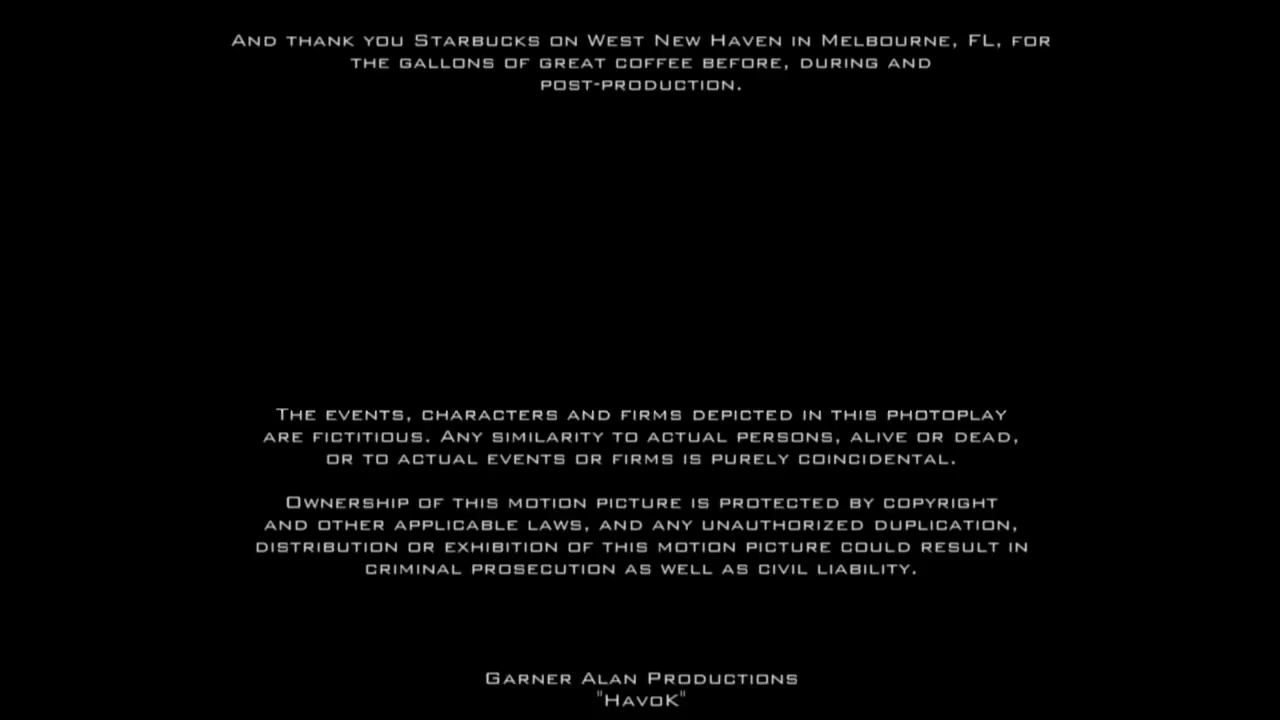 And thank you Starbucks on West New Haven in Melbourne, FL, for
the gallons of great coffee before, during and
post-production.
The events, characters and firms depicted in this photoplay
are fictitious. Any similarity to actual persons, alive or dead,
or to actual events or firms is purely coincidental.
Ownership of this motion picture is protected by copyright
and other applicable laws, and any unauthorized duplication,
distribution or exhibition of this motion picture could result in
criminal prosecution as well as civil liability.
Garner Alan Productions
"HavoK"